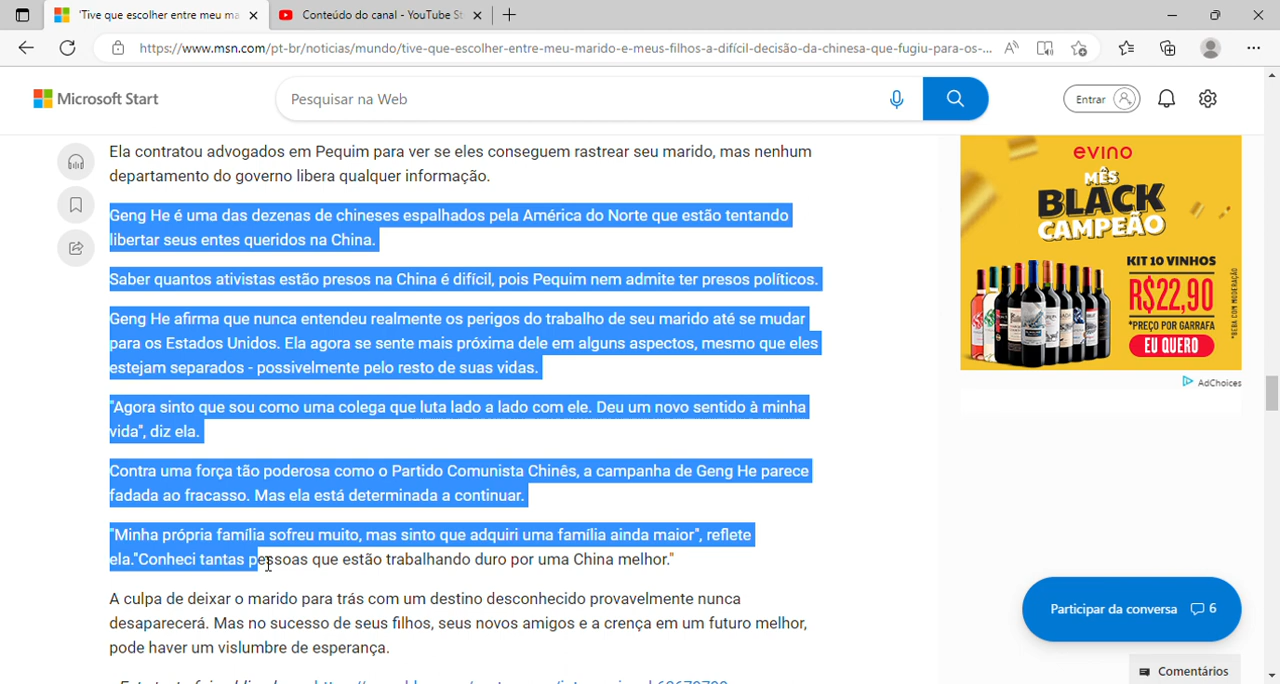 'Tive que escolher entre meu ma
Conteúdo do canal - YouTube St
https://www.msn.com/pt-br/noticias/mundo/tive-que-escolher-entre-meu-marido-e-meus-filhos-a-difícil-decisão-da-chinesa-que-fugiu-para-os-...
Microsoft Start
Pesquisar na Web
Entrar
Ela contratou advogados em Pequim para ver se eles conseguem rastrear seu marido, mas nenhum
departamento do governo libera qualquer informação.
Geng He é uma das dezenas de chineses espalhados pela América do Norte que estão tentando
libertar seus entes queridos na China.
Saber quantos ativistas estão presos na China é difícil, pois Pequim nem admite ter presos políticos.
Geng He afirma que nunca entendeu realmente os perigos do trabalho de seu marido até se mudar
para os Estados Unidos. Ela agora se sente mais próxima dele em alguns aspectos, mesmo que eles
estejam separados - possivelmente pelo resto de suas vidas.
"Agora sinto que sou como uma colega que luta lado a lado com ele. Deu um novo sentido à minha
vida", diz ela.
Contra uma força tão poderosa como o Partido Comunista Chinês, a campanha de Geng He parece
fadada ao fracasso. Mas ela está determinada a continuar.
"Minha própria família sofreu muito, mas sinto que adquiri uma família ainda maior", reflete
ela."Conheci tantas pessoas que estão trabalhando duro por uma China melhor."
A culpa de deixar o marido para trás com um destino desconhecido provavelmente nunca
desaparecerá. Mas no sucesso de seus filhos, seus novos amigos e a crença em um futuro melhor,
pode haver um vislumbre de esperança.
evino
MÊS
BLACK
CAMPEÃO
KIT 10 VINHOS
R$22,90
*PREÇO POR GARRAFA
EU QUERO
*BEBA COM MODERAÇÃO
AdChoices
Participar da conversa 6
Comentários